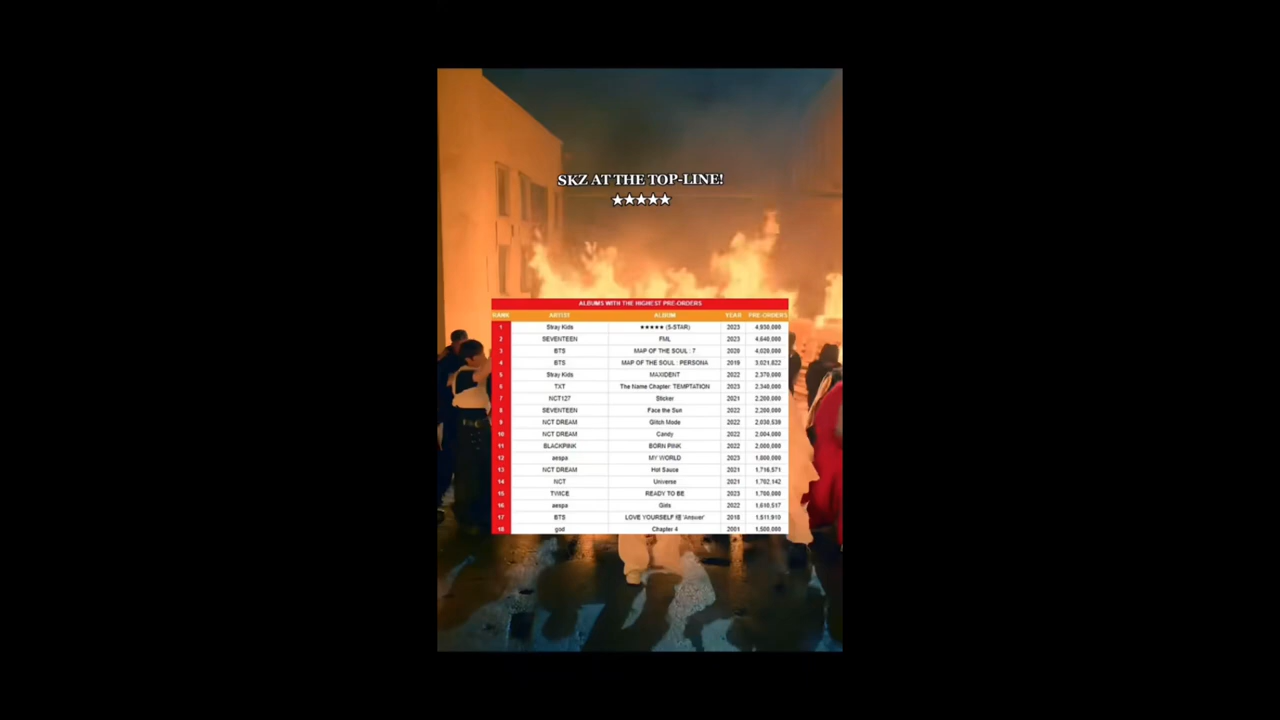 SKZ AT THE TOP-LINE!
★★★★★
ALBUMS WITH THE HIGHEST PRE-ORDERS
RANK ARTIST ALBUM YEAR PRE-ORDERS
1 Stray Kids ★★★★★ (5-STAR) 2023 4,930,000
2 SEVENTEEN FML 2023 4,640,000
3 BTS MAP OF THE SOUL : 7 2020 4,020,000
4 BTS MAP OF THE SOUL : PERSONA 2019 3,021,822
5 Stray Kids MAXIDENT 2022 2,370,000
6 TXT The Name Chapter: TEMPTATION 2023 2,340,000
7 NCT127 Sticker 2021 2,200,000
8 SEVENTEEN Face the Sun 2022 2,200,000
9 NCT DREAM Glitch Mode 2022 2,030,539
10 NCT DREAM Candy 2022 2,004,000
11 BLACKPINK BORN PINK 2022 2,000,000
12 aespa MY WORLD 2023 1,800,000
13 NCT DREAM Hot Sauce 2021 1,716,571
14 NCT Universe 2021 1,702,142
15 TWICE READY TO BE 2023 1,700,000
16 aespa Girls 2022 1,610,517
17 BTS LOVE YOURSELF 結 'Answer' 2018 1,511,910
18 god Chapter 4 2001 1,500,000